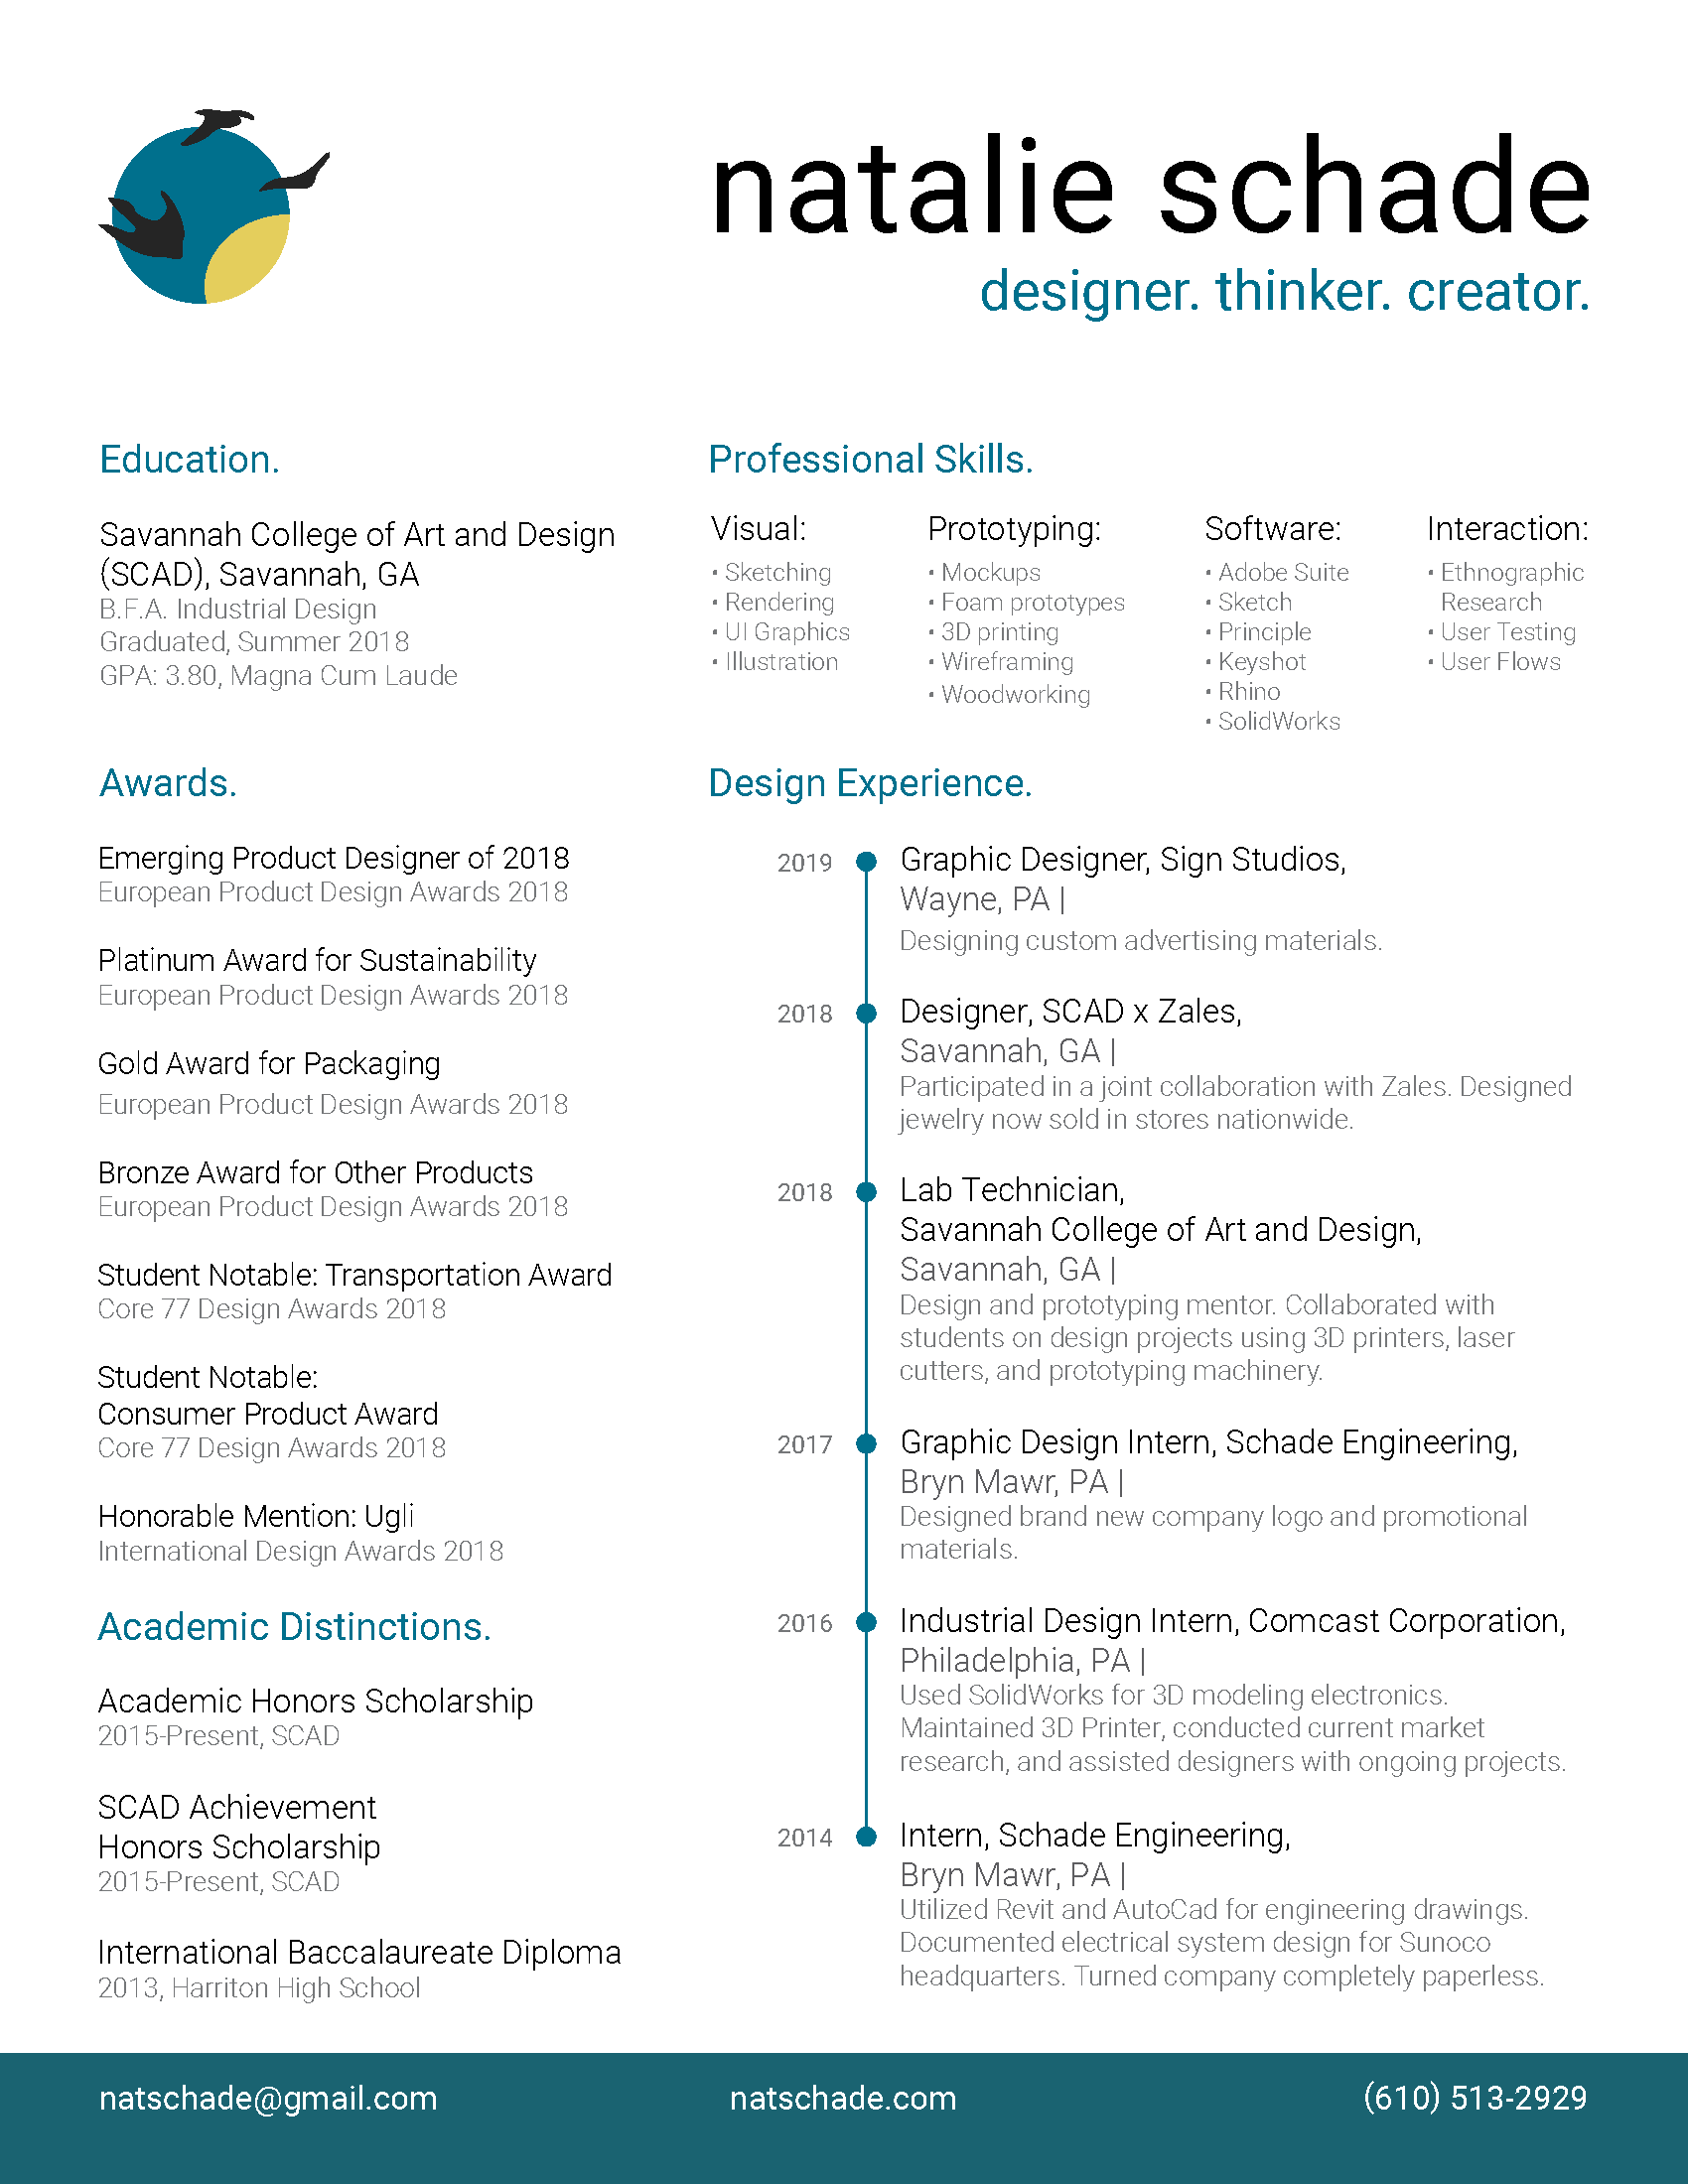 natalie schade
designer. thinker. creator.
Education.
Savannah College of Art and Design
(SCAD), Savannah, GA
B.F.A. Industrial Design
Graduated, Summer 2018
GPA: 3.80, Magna Cum Laude
Professional Skills.
Visual:
• Sketching
• Rendering
• UI Graphics
• Illustration
Prototyping:
• Mockups
• Foam prototypes
• 3D printing
• Wireframing
• Woodworking
Software:
• Adobe Suite
• Sketch
• Principle
• Keyshot
• Rhino
• SolidWorks
Interaction:
• Ethnographic
Research
• User Testing
• User Flows
Awards.
Emerging Product Designer of 2018
European Product Design Awards 2018
Platinum Award for Sustainability
European Product Design Awards 2018
Gold Award for Packaging
European Product Design Awards 2018
Bronze Award for Other Products
European Product Design Awards 2018
Student Notable: Transportation Award
Core 77 Design Awards 2018
Student Notable:
Consumer Product Award
Core 77 Design Awards 2018
Honorable Mention: Ugli
International Design Awards 2018
Academic Distinctions.
Academic Honors Scholarship
2015-Present, SCAD
SCAD Achievement
Honors Scholarship
2015-Present, SCAD
International Baccalaureate Diploma
2013, Harriton High School
Design Experience.
2019 Graphic Designer, Sign Studios,
Wayne, PA |
Designing custom advertising materials.
2018 Designer, SCAD x Zales,
Savannah, GA |
Participated in a joint collaboration with Zales. Designed
jewelry now sold in stores nationwide.
2018 Lab Technician,
Savannah College of Art and Design,
Savannah, GA |
Design and prototyping mentor. Collaborated with
students on design projects using 3D printers, laser
cutters, and prototyping machinery.
2017 Graphic Design Intern, Schade Engineering,
Bryn Mawr, PA |
Designed brand new company logo and promotional
materials.
2016 Industrial Design Intern, Comcast Corporation,
Philadelphia, PA |
Used SolidWorks for 3D modeling electronics.
Maintained 3D Printer, conducted current market
research, and assisted designers with ongoing projects.
2014 Intern, Schade Engineering,
Bryn Mawr, PA |
Utilized Revit and AutoCad for engineering drawings.
Documented electrical system design for Sunoco
headquarters. Turned company completely paperless.
natschade@gmail.com
natschade.com
(610) 513-2929